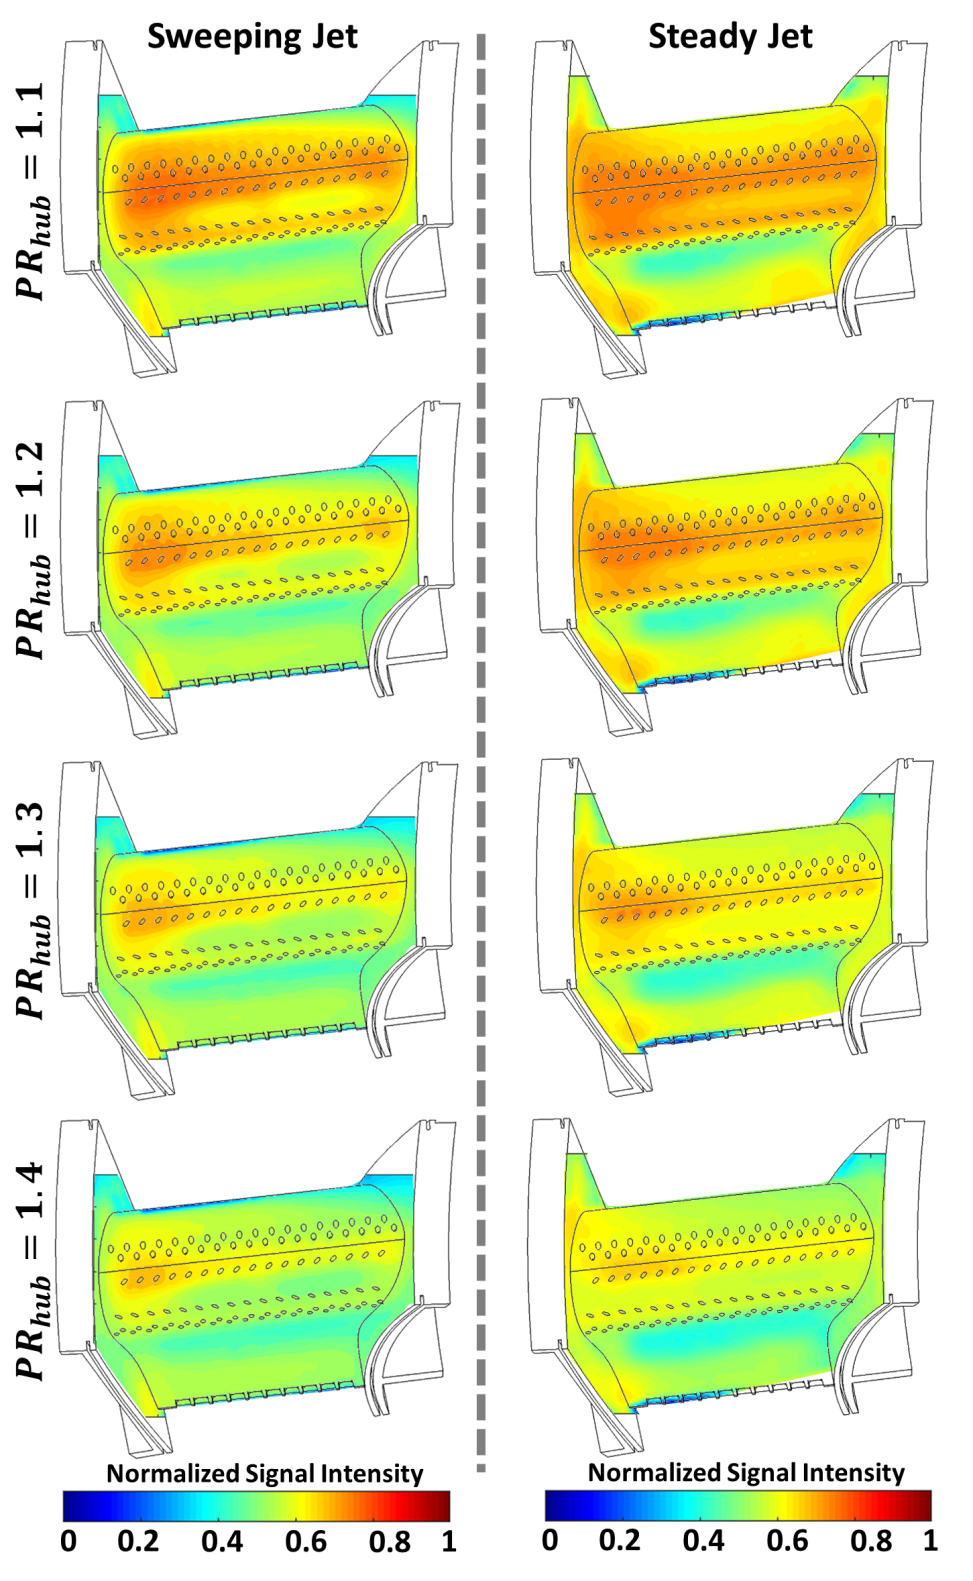 Sweeping Jet
Steady Jet
PRhub = 1.1
PRhub = 1.2
PRhub = 1.3
PRhub = 1.4
Normalized Signal Intensity
0 0.2 0.4 0.6 0.8 1
Normalized Signal Intensity
0 0.2 0.4 0.6 0.8 1